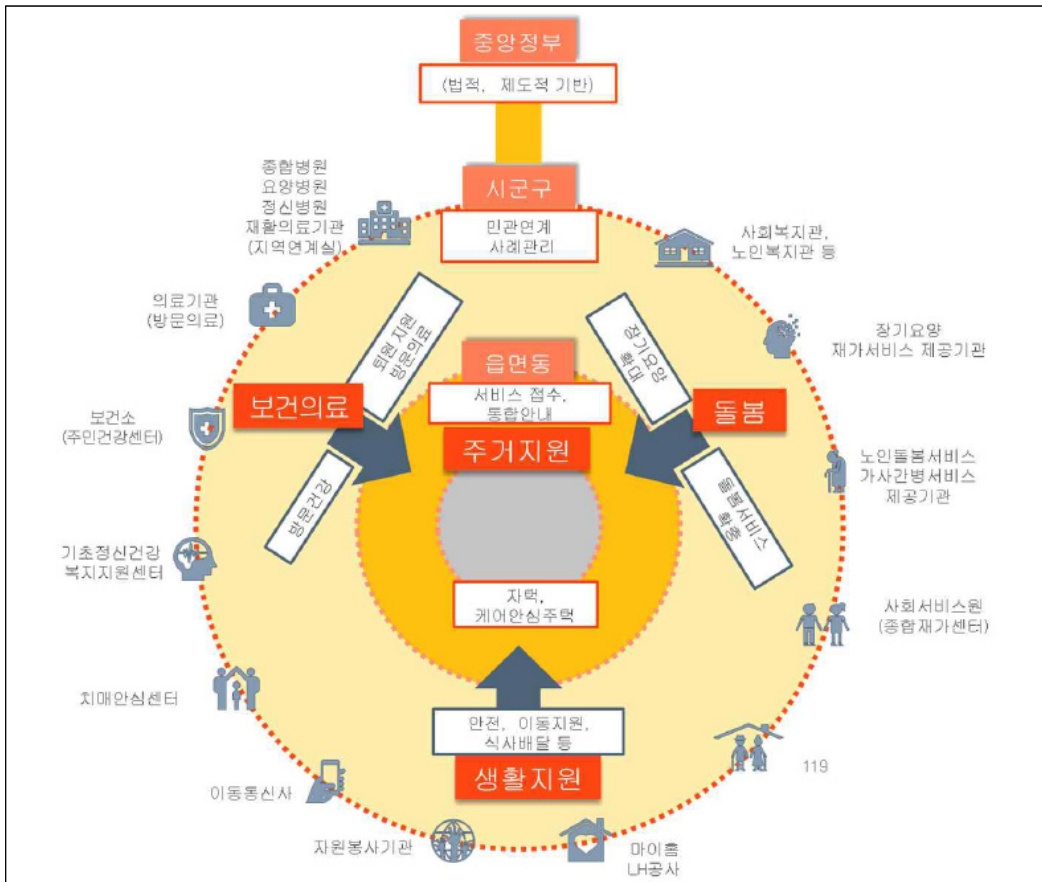 중앙정부
(법적, 제도적 기반)
시군구
민관연계
사례관리
종합병원
요양병원
정신병원
재활의료기관
(지역연계실)
사회복지관,
노인복지관 등
의료기관
(방문의료)
장기요양
재가서비스 제공기관
퇴원 지원
방문의료
장기요양
확대
읍면동
서비스 접수,
통합안내
보건의료
돌봄
주거지원
보건소
(주민건강센터)
노인돌봄서비스
가사간병서비스
제공기관
방문건강
돌봄서비스
확충
기초정신건강
복지지원센터
자택,
케어안심주택
사회서비스원
(종합재가센터)
치매안심센터
안전, 이동지원,
식사배달 등
생활지원
119
이동통신사
자원봉사기관
마이홈
LH공사